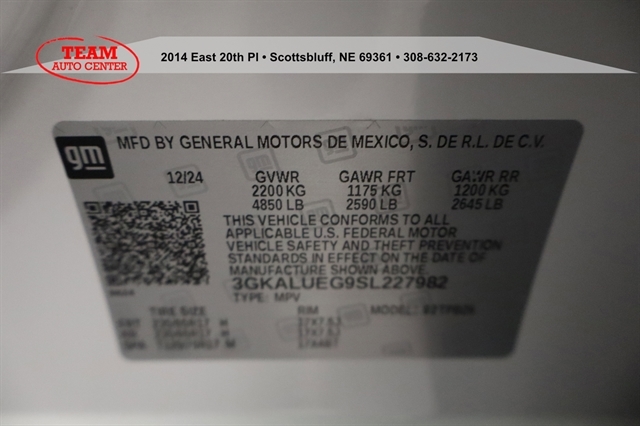 TEAM
AUTO CENTER
2014 East 20th Pl • Scottsbluff, NE 69361 • 308-632-2173
gm
MFD BY GENERAL MOTORS DE MEXICO, S. DE R.L. DE C.V.
12/24 GVWR GAWR FRT GAWR RR
2200 KG 1175 KG 1200 KG
4850 LB 2590 LB 2645 LB
THIS VEHICLE CONFORMS TO ALL
APPLICABLE U.S. FEDERAL MOTOR
VEHICLE SAFETY AND THEFT PREVENTION
STANDARDS IN EFFECT ON THE DATE OF
MANUFACTURE SHOWN ABOVE.
3GKALUEG9SL227982
TYPE: MPV
TIRE SIZE RIM